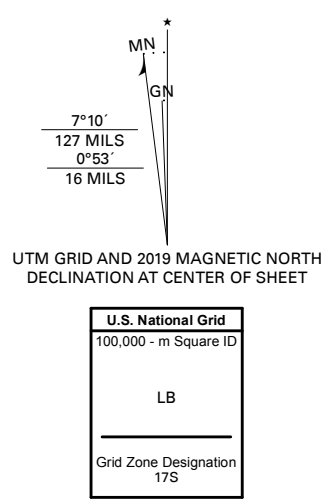 ★
MN
GN
7°10´
127 MILS
0°53´
16 MILS
UTM GRID AND 2019 MAGNETIC NORTH
DECLINATION AT CENTER OF SHEET
U.S. National Grid
100,000 - m Square ID
LB
Grid Zone Designation
17S